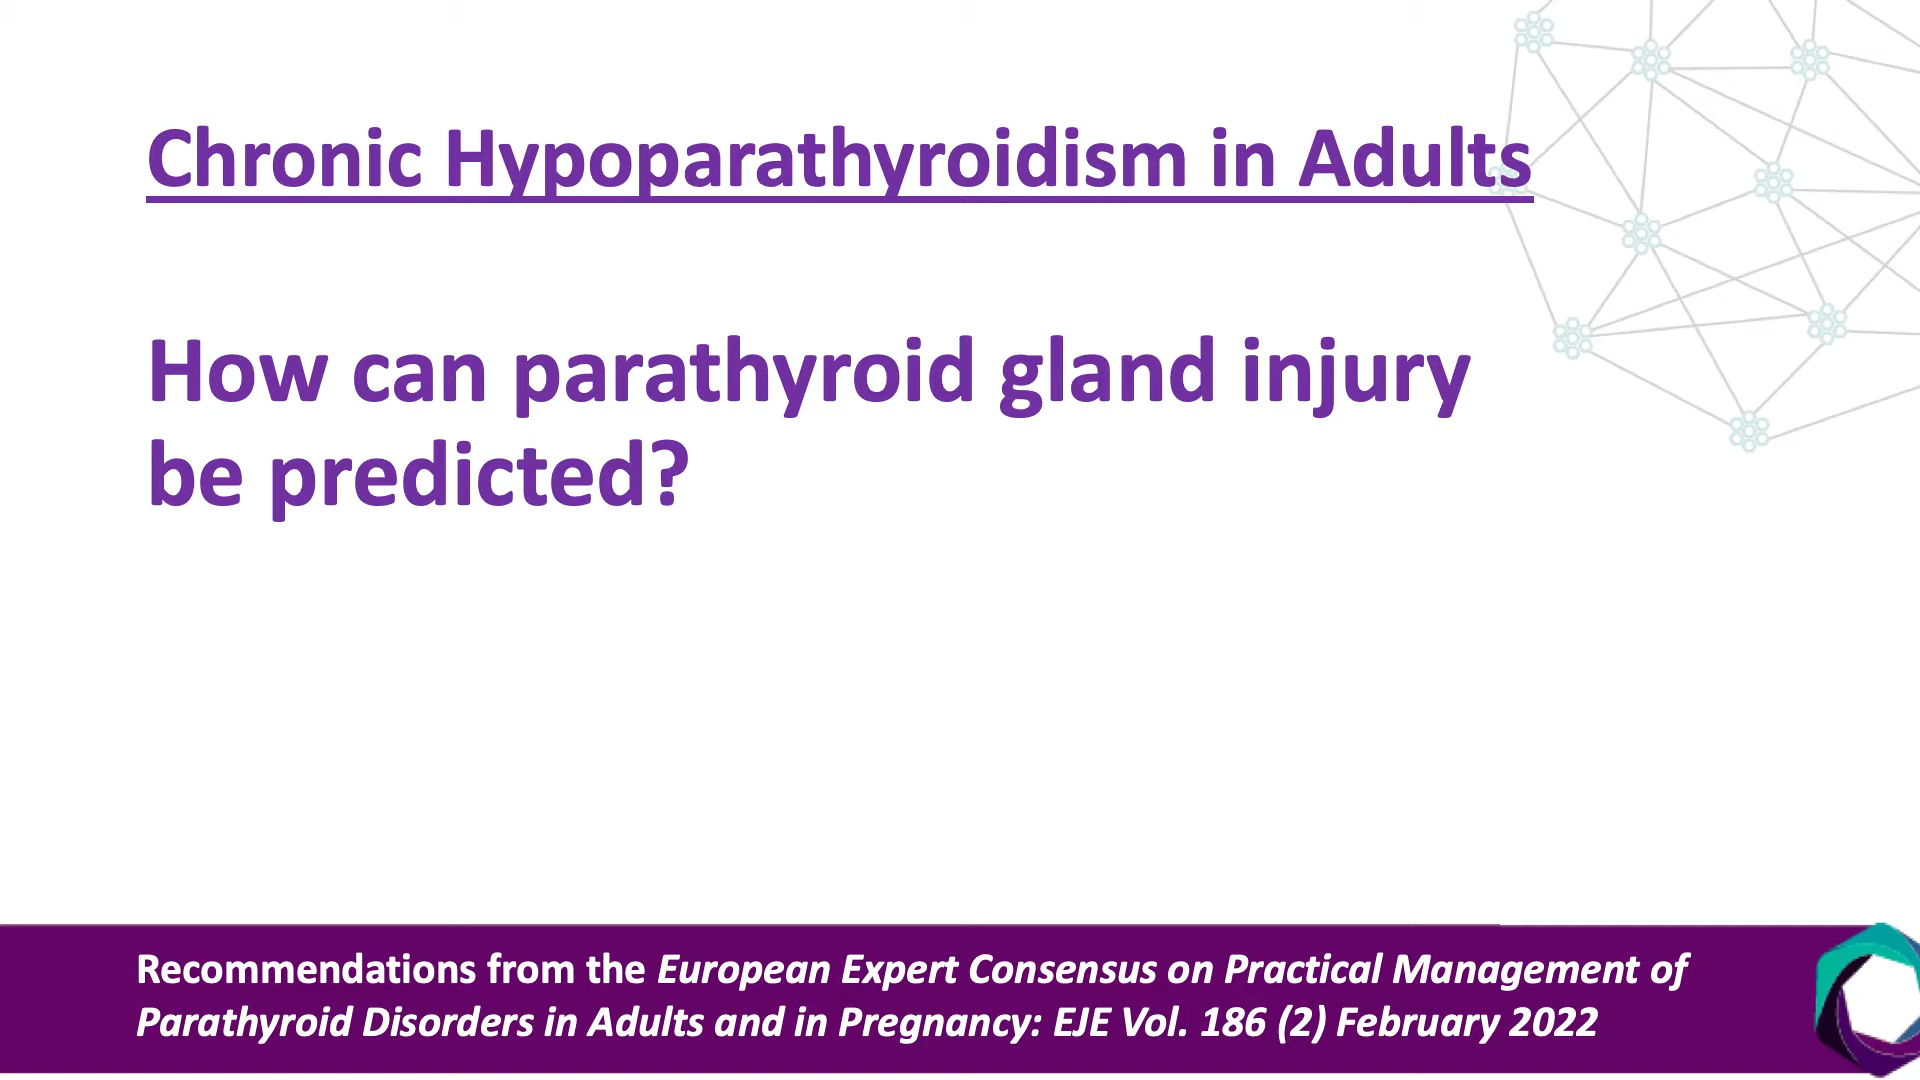 Chronic Hypoparathyroidism in Adults
How can parathyroid gland injury
be predicted?
Recommendations from the European Expert Consensus on Practical Management of
Parathyroid Disorders in Adults and in Pregnancy: EJE Vol. 186 (2) February 2022